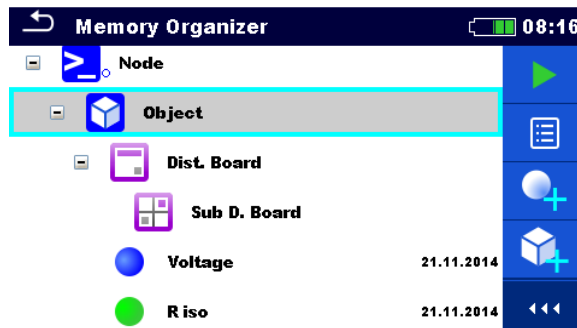 Memory Organizer 08:16
Node
Object
Dist. Board
Sub D. Board
Voltage 21.11.2014
R iso 21.11.2014